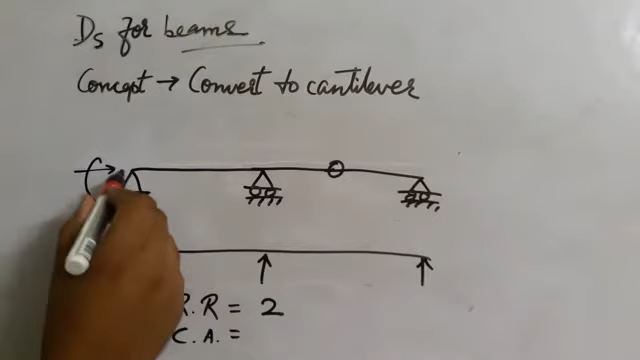 Ds for beams
Concept → Convert to cantilever
R.R = 2
C.A. =